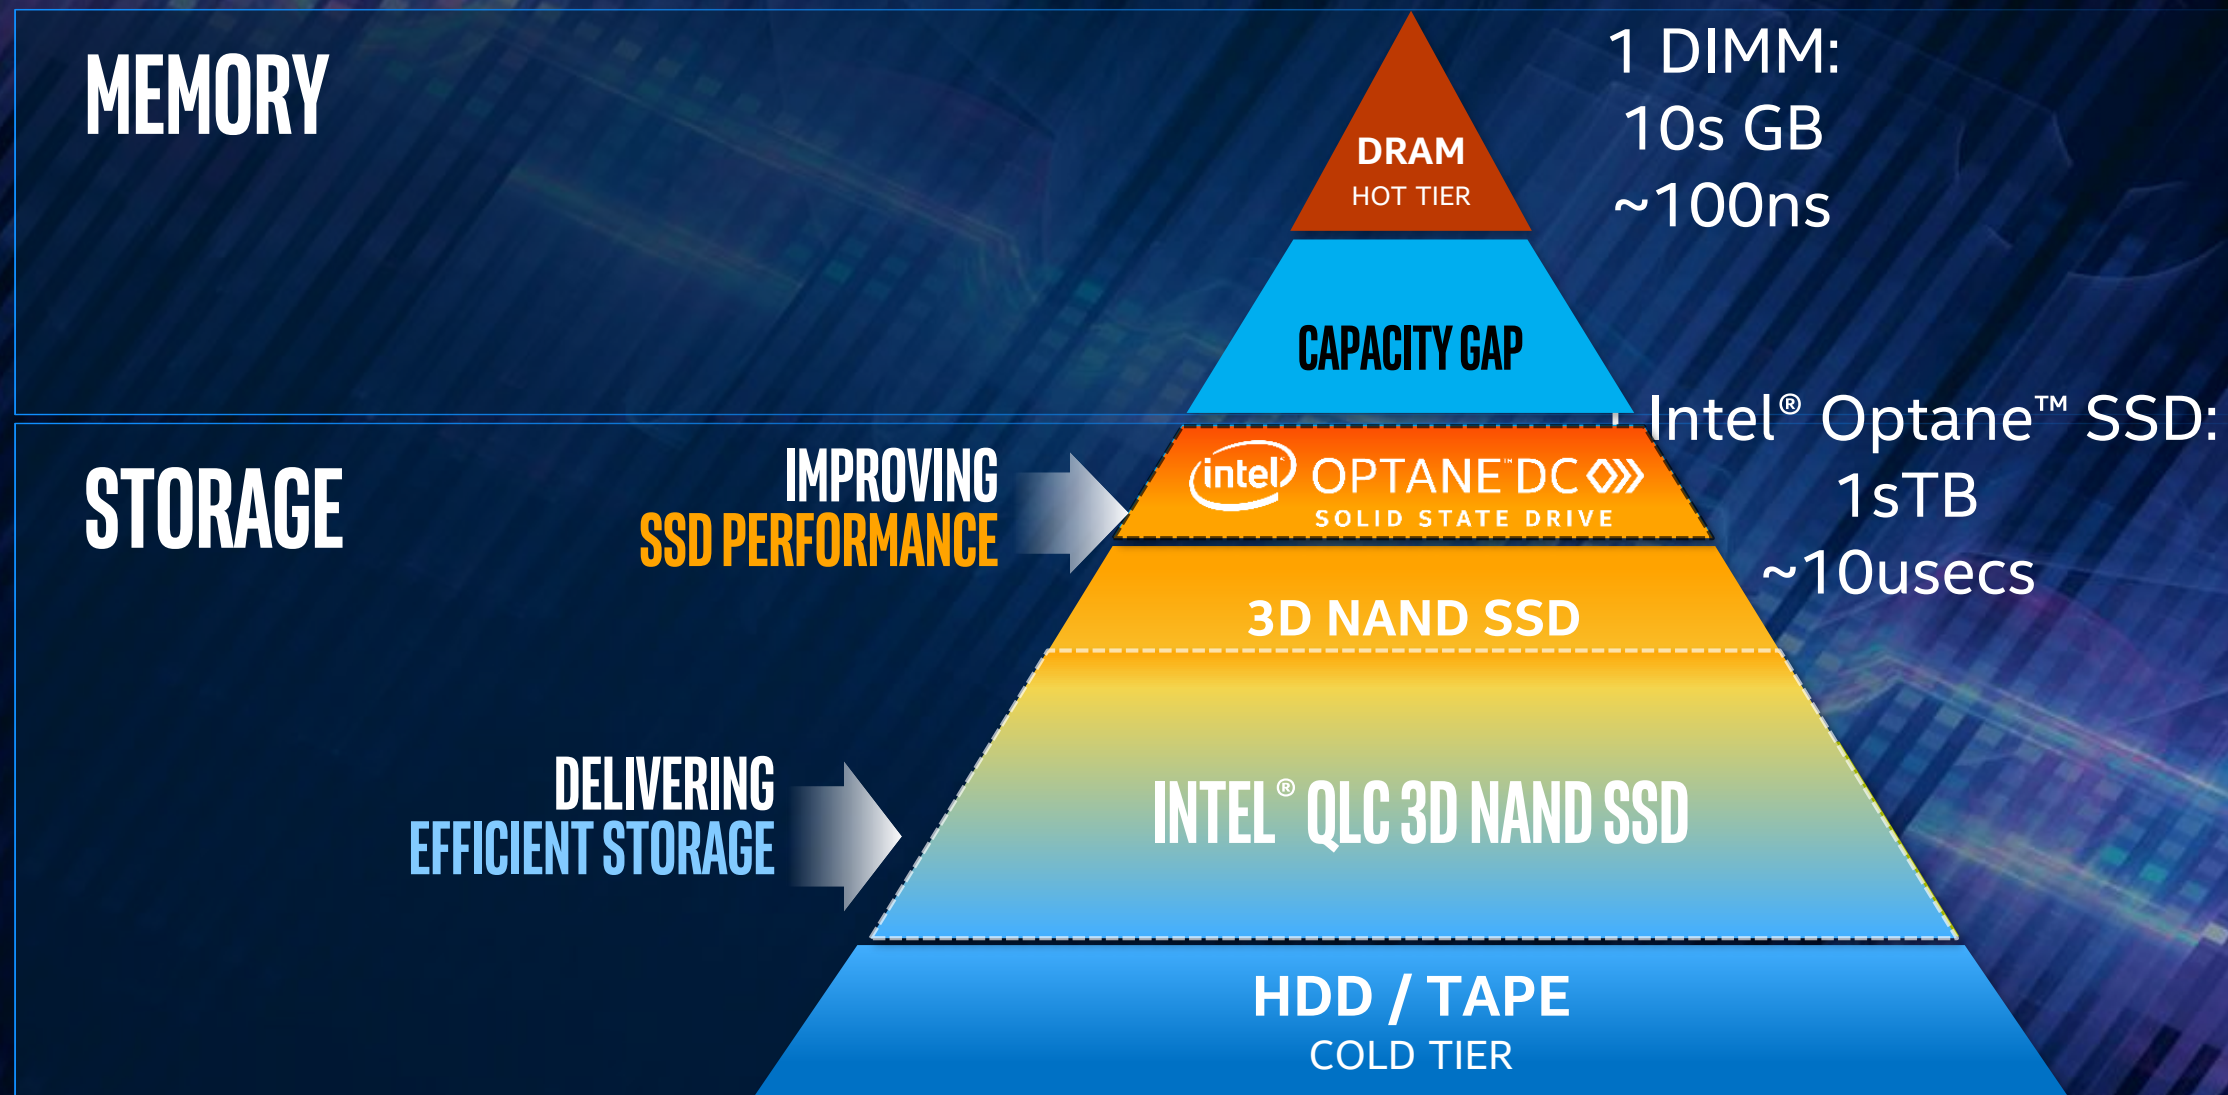 MEMORY
1 DIMM:
10s GB
~100ns
DRAM
HOT TIER
CAPACITY GAP
STORAGE
Intel® Optane™ SSD:
1sTB
~10usecs
IMPROVING
SSD PERFORMANCE
intel OPTANE™ DC
SOLID STATE DRIVE
3D NAND SSD
DELIVERING
EFFICIENT STORAGE
INTEL® QLC 3D NAND SSD
HDD / TAPE
COLD TIER